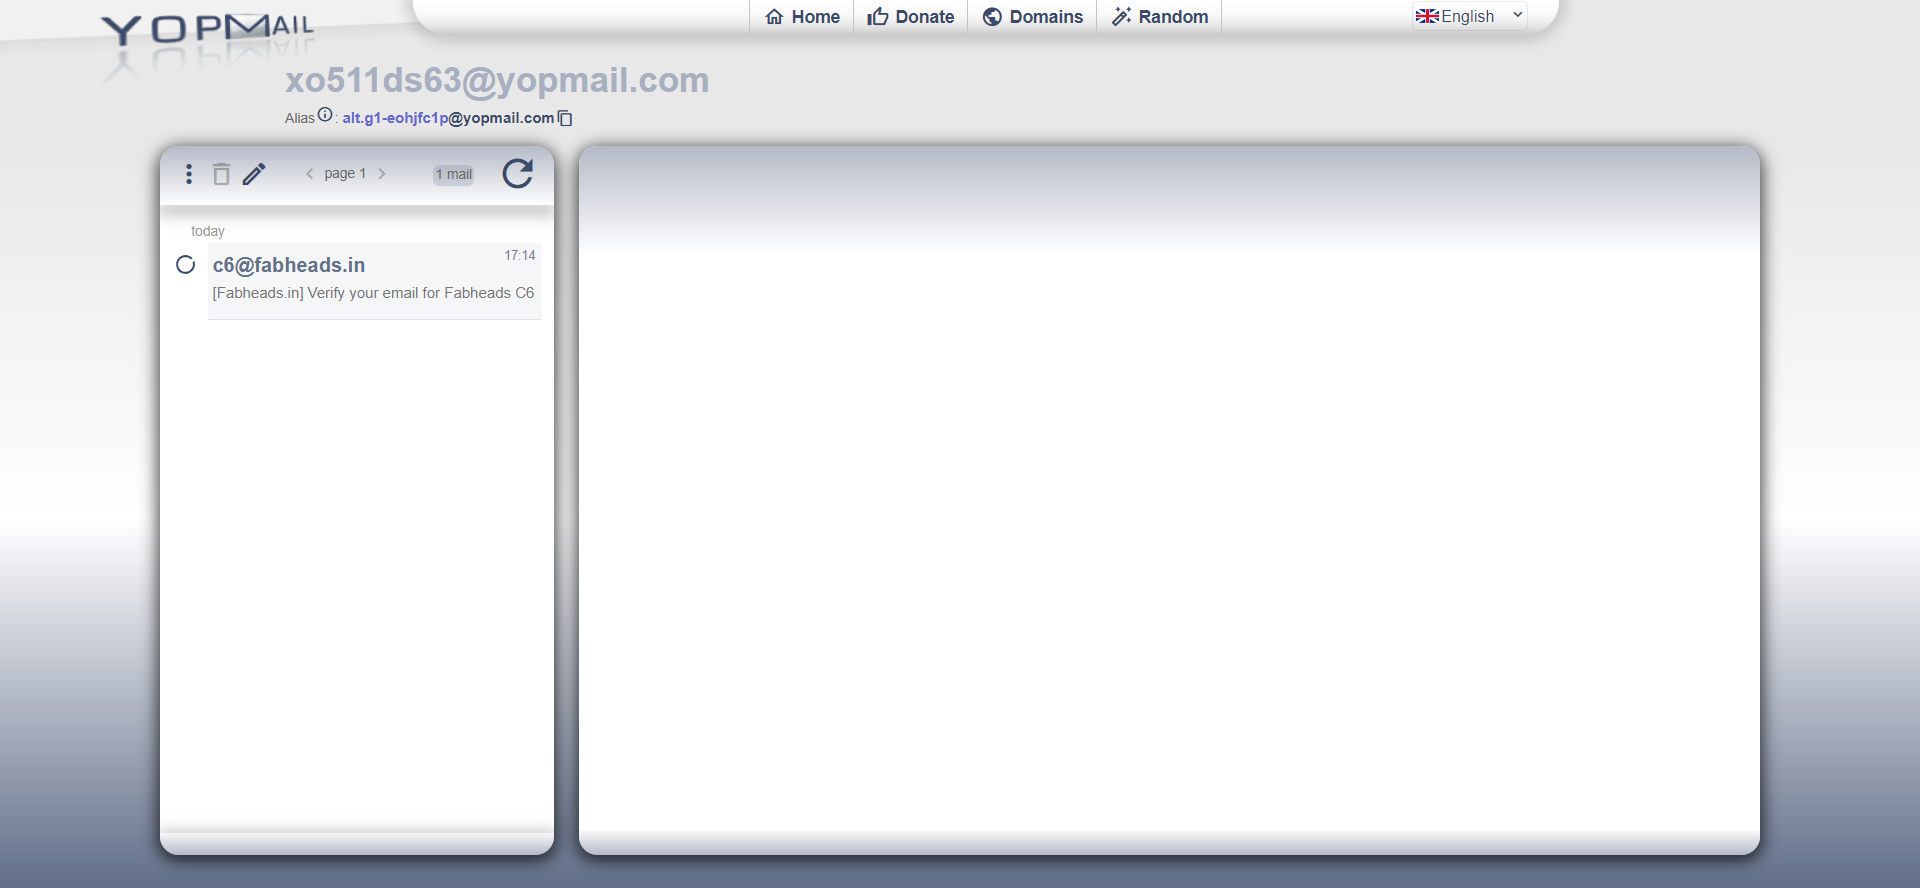 YOPMAIL
Home
Donate
Domains
Random
English
xo511ds63@yopmail.com
Alias : alt.g1-eohjfc1p@yopmail.com
page 1
1 mail
today
c6@fabheads.in
17:14
[Fabheads.in] Verify your email for Fabheads C6